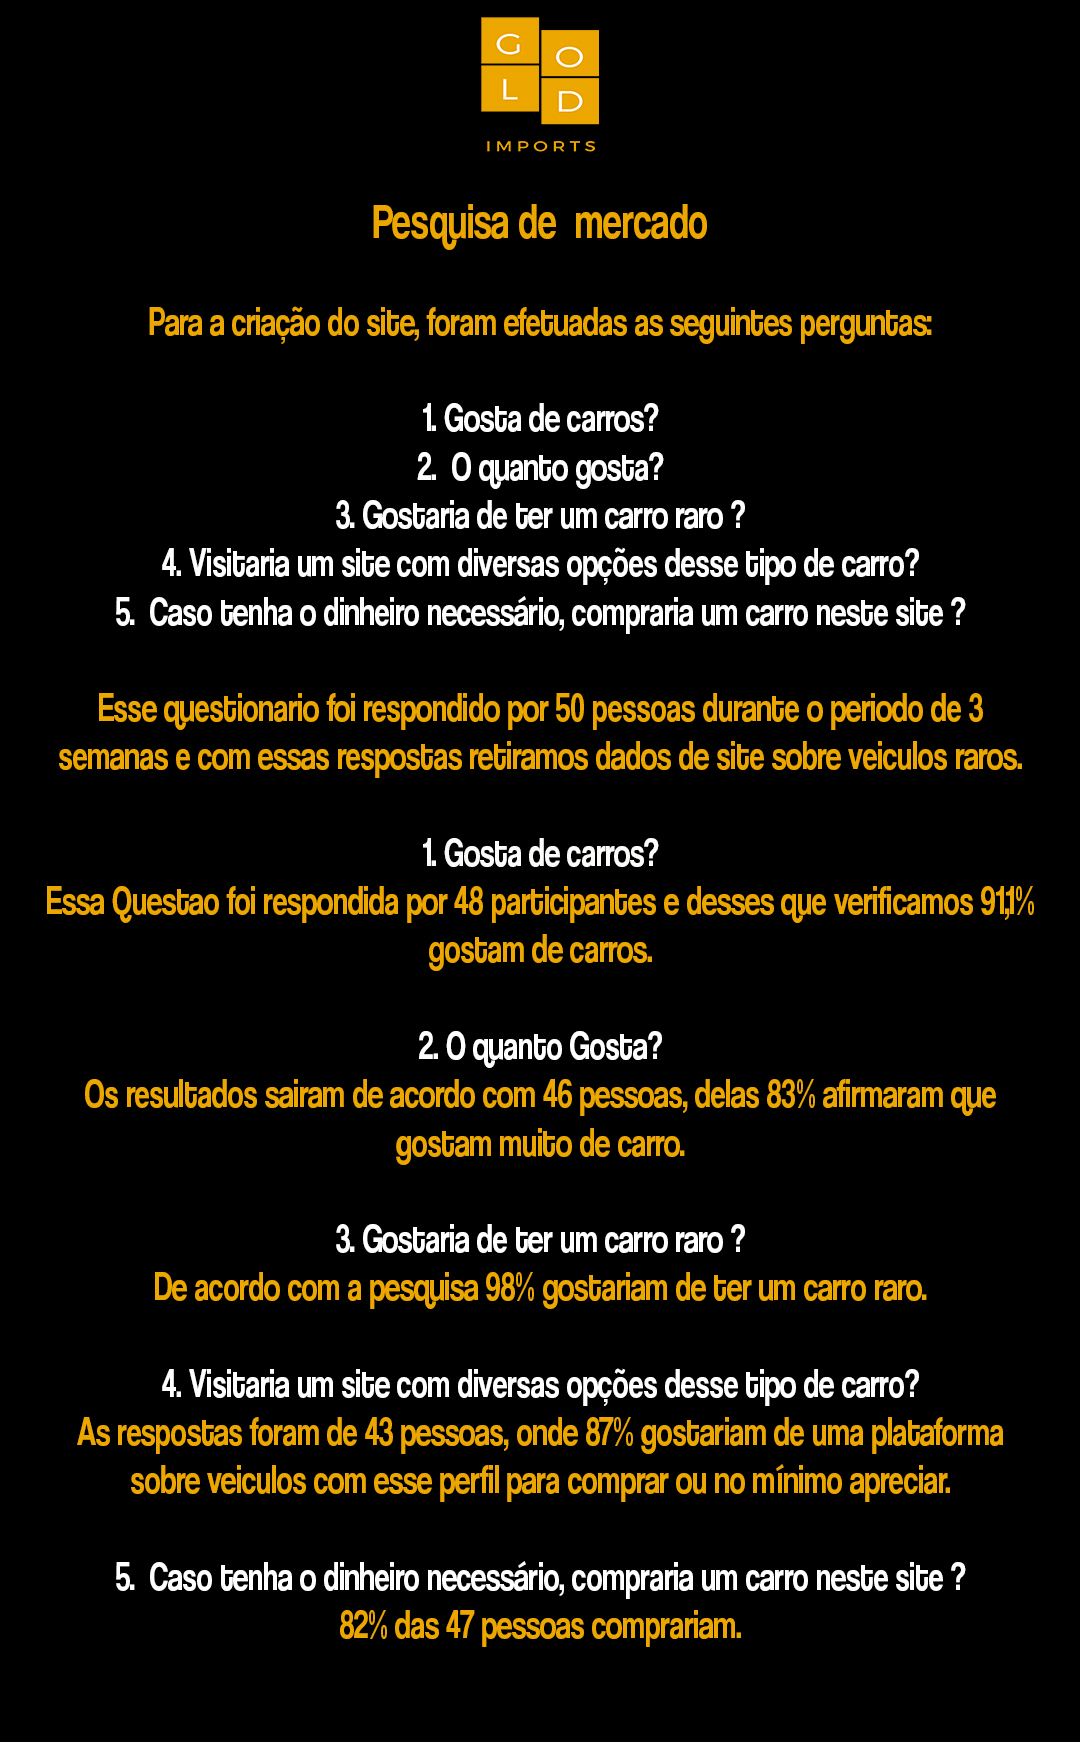 G O
L D
IMPORTS
Pesquisa de mercado
Para a criação do site, foram efetuadas as seguintes perguntas:
1. Gosta de carros?
2. O quanto gosta?
3. Gostaria de ter um carro raro ?
4. Visitaria um site com diversas opções desse tipo de carro?
5. Caso tenha o dinheiro necessário, compraria um carro neste site ?
Esse questionario foi respondido por 50 pessoas durante o periodo de 3
semanas e com essas respostas retiramos dados de site sobre veiculos raros.
1. Gosta de carros?
Essa Questao foi respondida por 48 participantes e desses que verificamos 91,1%
gostam de carros.
2. O quanto Gosta?
Os resultados sairam de acordo com 46 pessoas, delas 83% afirmaram que
gostam muito de carro.
3. Gostaria de ter um carro raro ?
De acordo com a pesquisa 98% gostariam de ter um carro raro.
4. Visitaria um site com diversas opções desse tipo de carro?
As respostas foram de 43 pessoas, onde 87% gostariam de uma plataforma
sobre veiculos com esse perfil para comprar ou no mínimo apreciar.
5. Caso tenha o dinheiro necessário, compraria um carro neste site ?
82% das 47 pessoas comprariam.